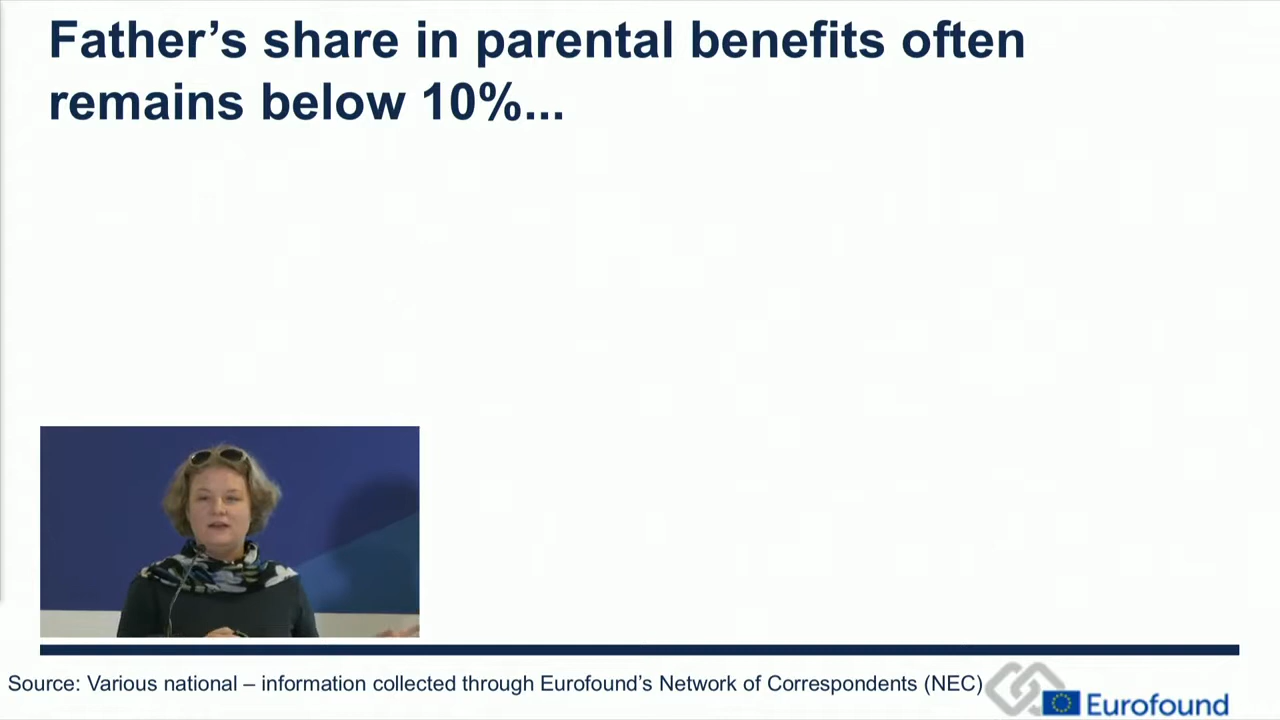 Father’s share in parental benefits often
remains below 10%...
Source: Various national – information collected through Eurofound’s Network of Correspondents (NEC)
Eurofound